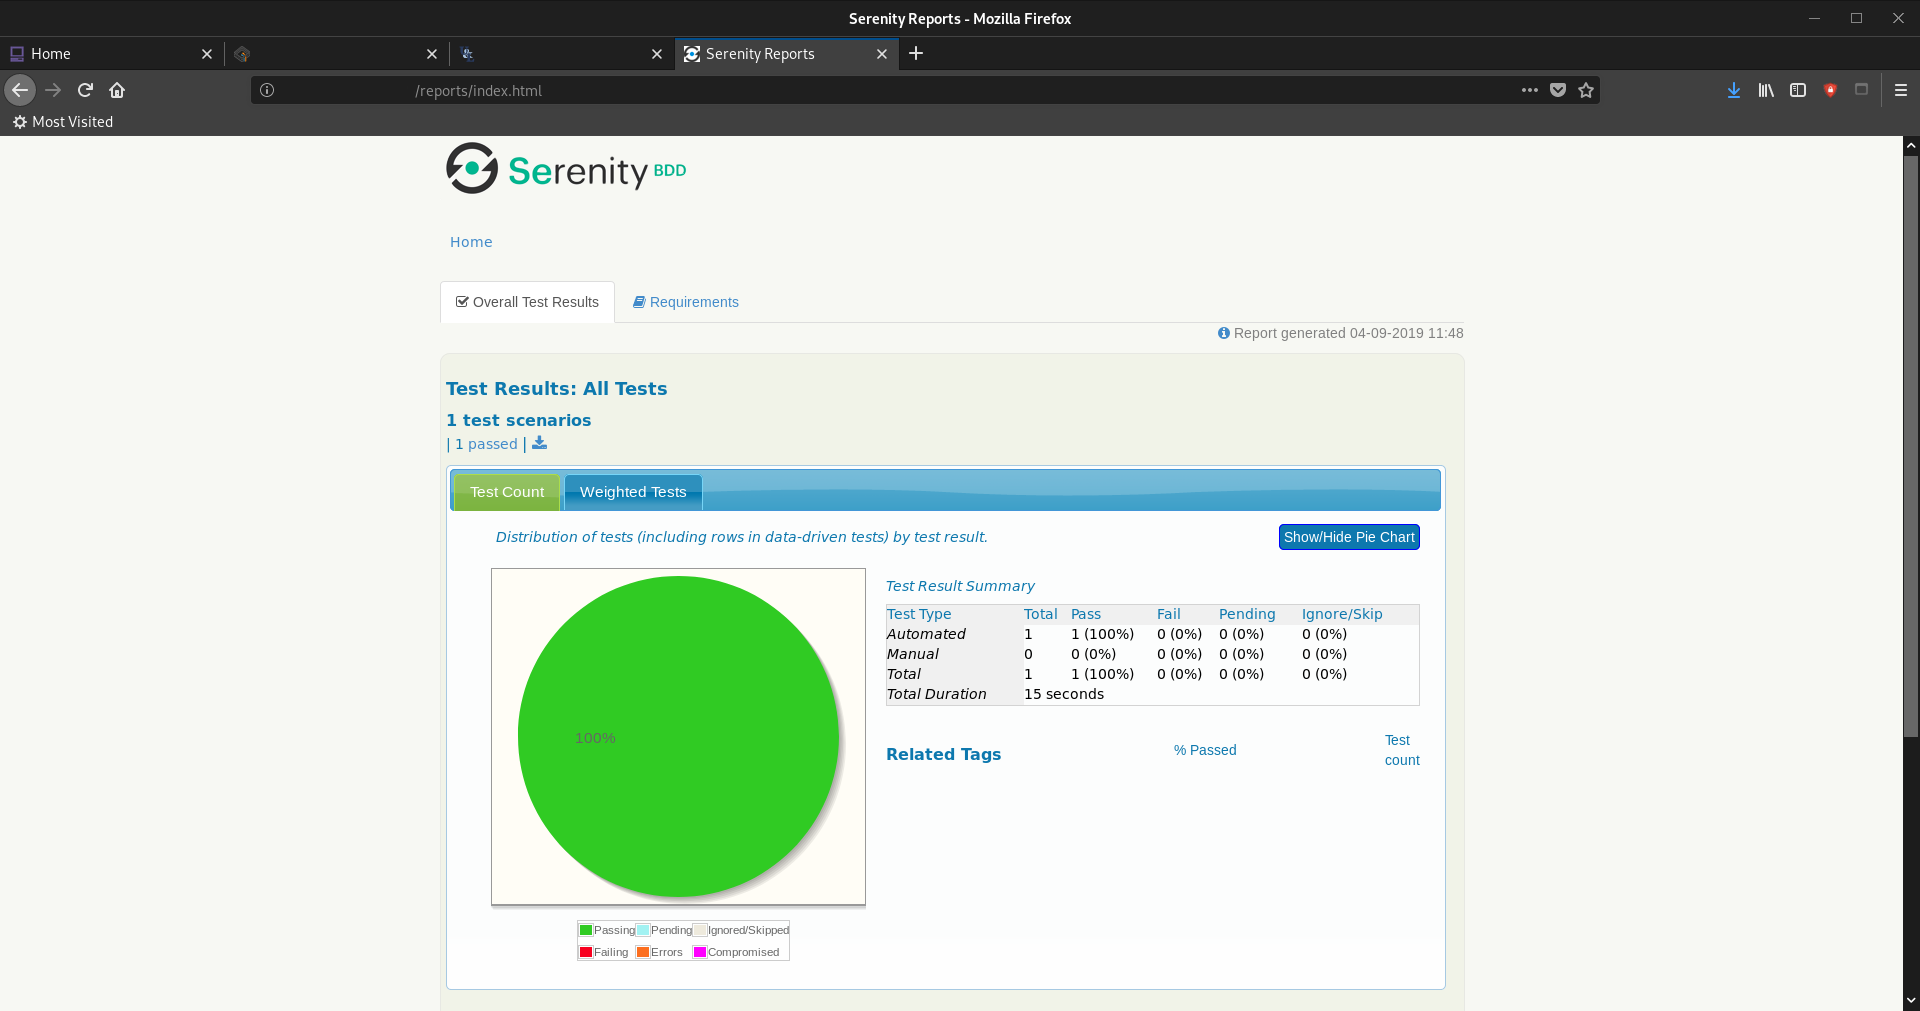 Serenity Reports - Mozilla Firefox
Home
Serenity Reports
/reports/index.html
Most Visited
Serenity BDD
Home
Overall Test Results
Requirements
Report generated 04-09-2019 11:48
Test Results: All Tests
1 test scenarios
| 1 passed |
Test Count
Weighted Tests
Distribution of tests (including rows in data-driven tests) by test result.
Show/Hide Pie Chart
100%
Passing Pending Ignored/Skipped
Failing Errors Compromised
Test Result Summary
Test Type Total Pass Fail Pending Ignore/Skip
Automated 1 1 (100%) 0 (0%) 0 (0%) 0 (0%)
Manual 0 0 (0%) 0 (0%) 0 (0%) 0 (0%)
Total 1 1 (100%) 0 (0%) 0 (0%) 0 (0%)
Total Duration 15 seconds
Related Tags
% Passed
Test
count